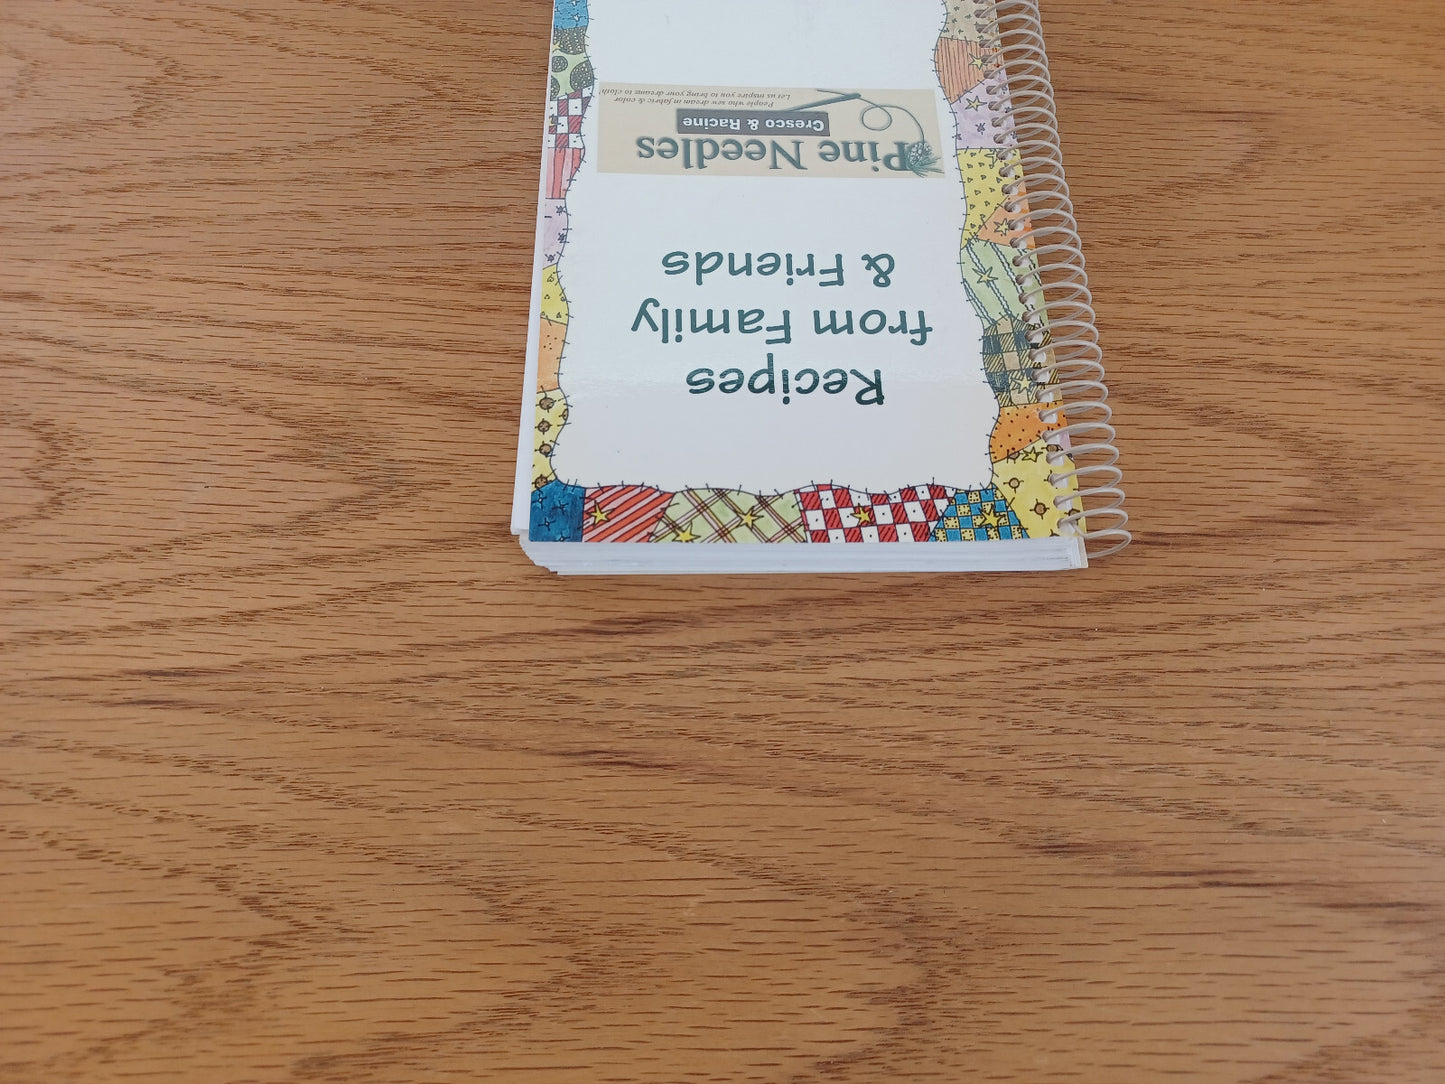 Recipes
from Family
& Friends
Pine Needles
Cresco & Racine
People who sew dream in fabric & color
Let us inspire you to bring your dreams to cloth